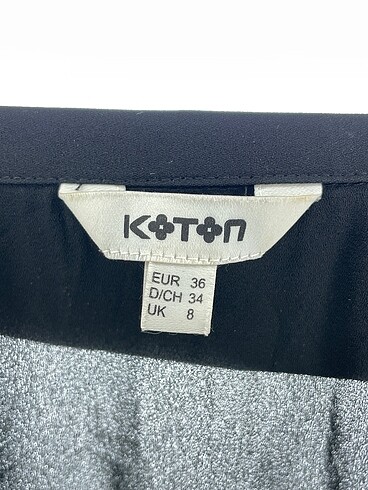 KOTON
EUR 36
D/CH 34
UK 8